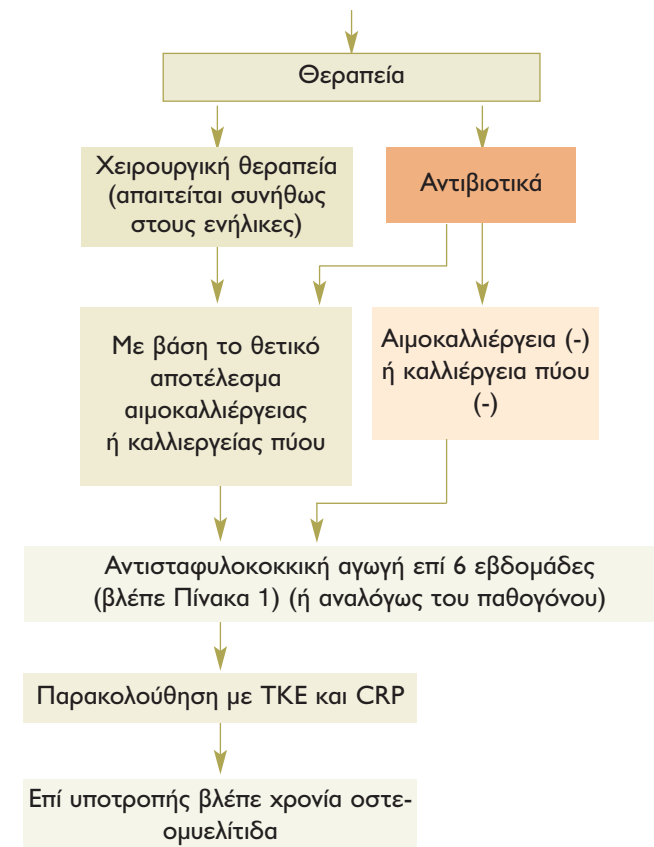 Θεραπεία
Χειρουργική θεραπεία
(απαιτείται συνήθως
στους ενήλικες)
Αντιβιοτικά
Με βάση το θετικό
αποτέλεσμα
αιμοκαλλιέργειας
ή καλλιεργείας πύου
Αιμοκαλλιέργεια (-)
ή καλλιέργεια πύου
(-)
Αντισταφυλοκοκκική αγωγή επί 6 εβδομάδες
(βλέπε Πίνακα 1) (ή αναλόγως του παθογόνου)
Παρακολούθηση με ΤΚΕ και CRP
Επί υποτροπής βλέπε χρονία οστε-
ομυελίτιδα